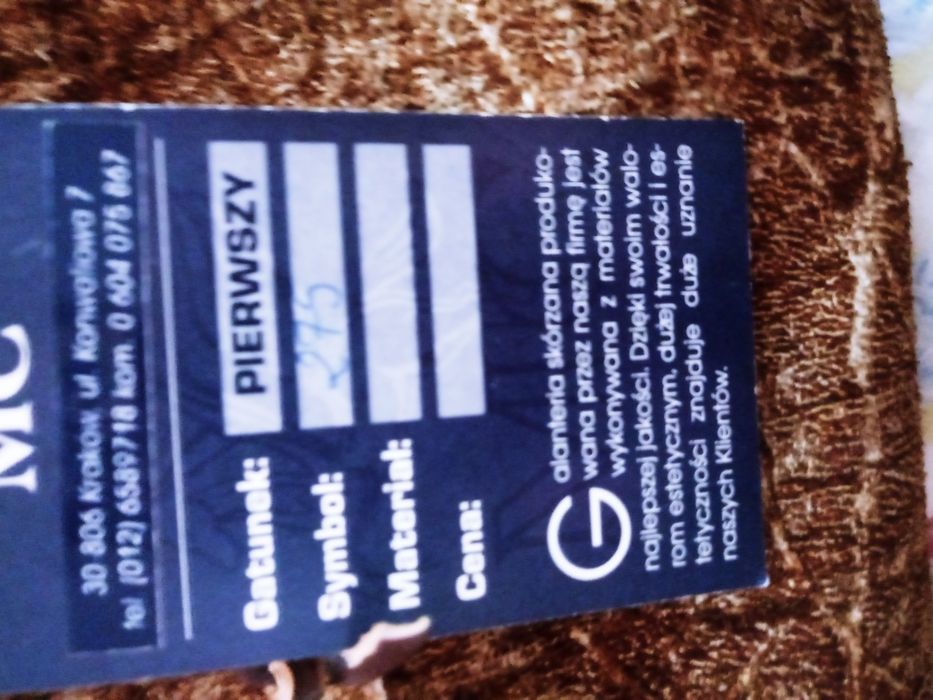 MC
30 806 Kraków, ul Konwaliowa 7
tel (012) 6589718 kom. 0 604 075 867
Gatunek: PIERWSZY
Symbol: 275
Materiał:
Cena:
Galanteria skórzana produko-
wana przez naszą firmę jest
wykonywana z materiałów
najlepszej jakości. Dzięki swoim walo-
rom estetycznym, dużej trwałości i es-
tetyczności znajduje duże uznanie
naszych Klientów.